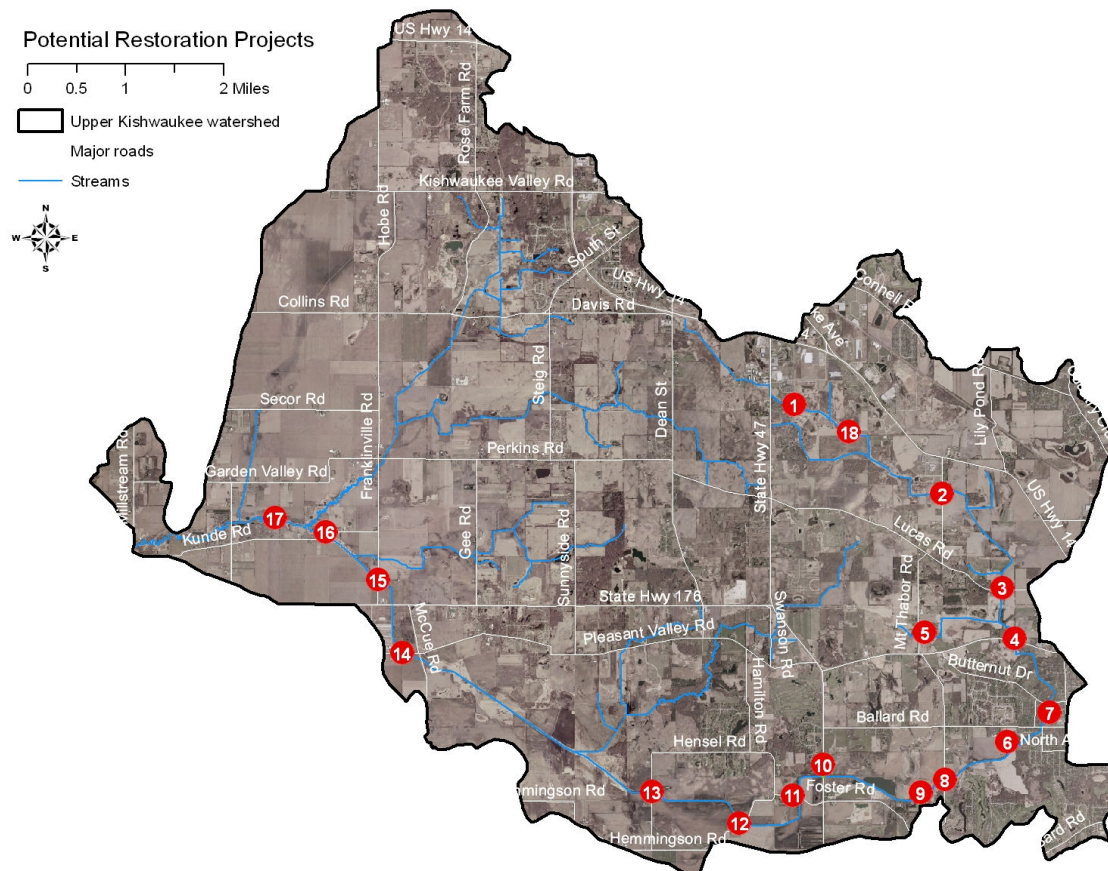 Potential Restoration Projects
0 0.5 1 2 Miles
Upper Kishwaukee watershed
Major roads
Streams
N
W E
S
US Hwy 14
Rose Farm Rd
Kishwaukee Valley Rd
Hobe Rd
South St
US Hwy 14
Collins Rd
Davis Rd
Connell
Ave
Steig Rd
Lily Pond Rd
Secor Rd
Dean St
1
18
State Hwy 47
Franklinville Rd
Perkins Rd
Garden Valley Rd
Millstream Rd
2
US Hwy 14
17
Kunde Rd
16
Gee Rd
Sunnyside Rd
Lucas Rd
15
3
Mt Thabor Rd
State Hwy 176
Swanson Rd
McCue Rd
Pleasant Valley Rd
5
4
14
Butternut Dr
Hamilton Rd
7
Ballard Rd
6
North A
Hensel Rd
10
8
13
11
Foster Rd
9
mmingson Rd
12
Hemmingson Rd
ard Rd